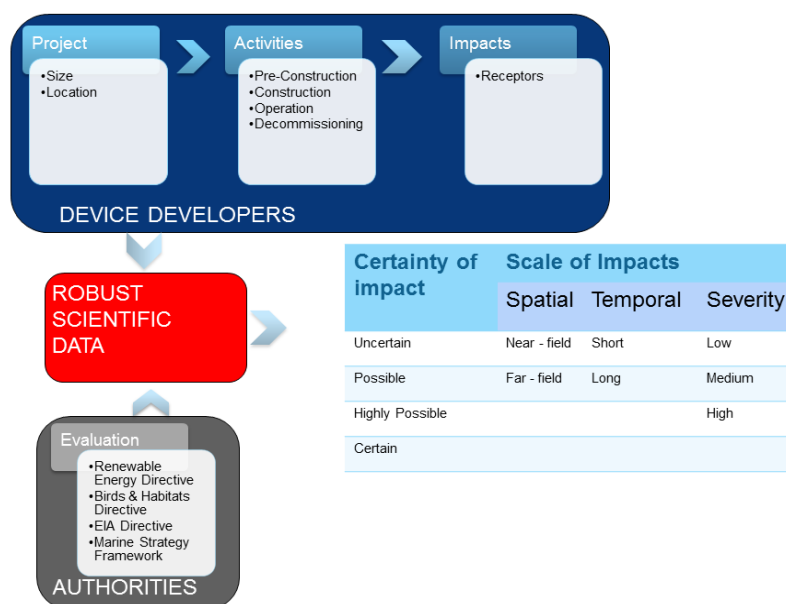 Project
•Size
•Location
Activities
•Pre-Construction
•Construction
•Operation
•Decommissioning
Impacts
•Receptors
DEVICE DEVELOPERS
ROBUST
SCIENTIFIC
DATA
Certainty of
impact
Scale of Impacts
Spatial Temporal Severity
Uncertain Near - field Short Low
Possible Far - field Long Medium
Highly Possible High
Certain
Evaluation
•Renewable
Energy Directive
•Birds & Habitats
Directive
•EIA Directive
•Marine Strategy
Framework
AUTHORITIES